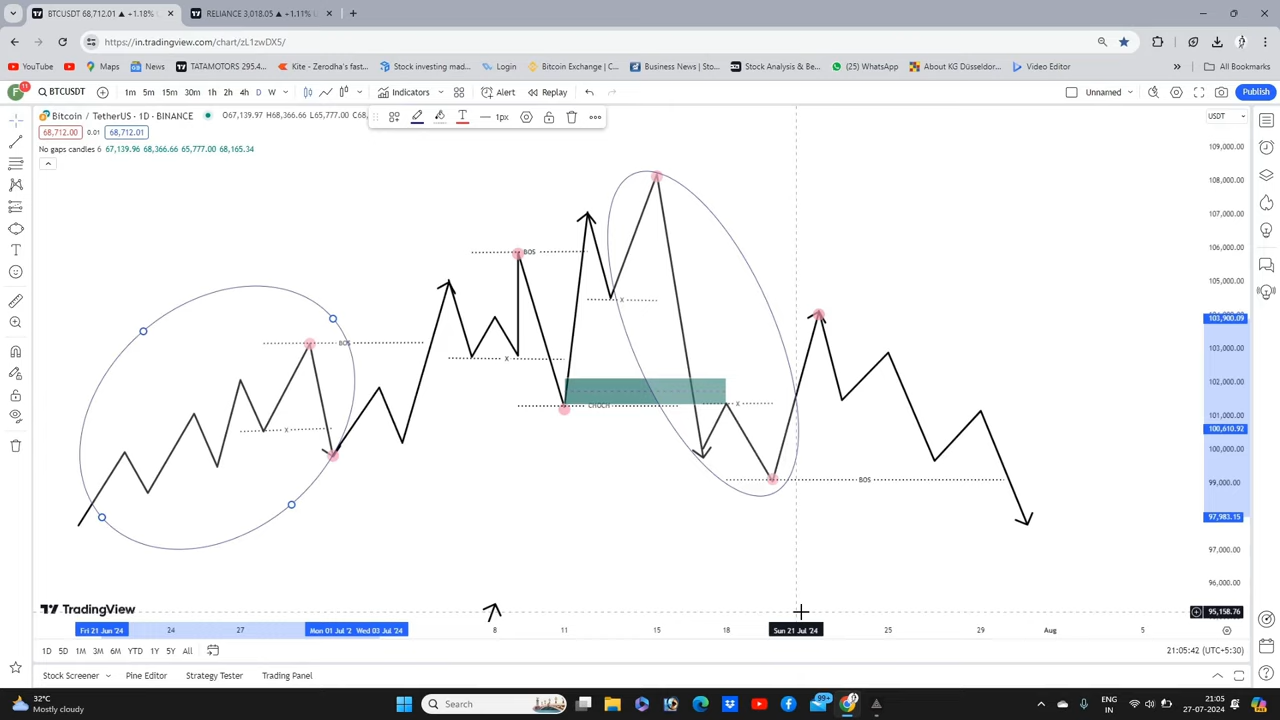 BTCUSDT 68,712.01 ▲ +1.18%
RELIANCE 3,018.05 ▲ +1.11%
https://in.tradingview.com/chart/zL1zwDX5/
YouTube
Maps
News
TATAMOTORS 295.4...
Kite - Zerodha's fast...
Stock investing mad...
Login
Bitcoin Exchange | C...
Business News | Sto...
Stock Analysis & Be...
(25) WhatsApp
About KG Düsseldor...
Video Editor
All Bookmarks
F
11
BTCUSDT
1m 5m 15m 30m 1h 2h 4h D W
Indicators
Alert
Replay
Unnamed
Publish
Bitcoin / TetherUS · 1D · BINANCE
O67,139.97 H68,366.66 L65,777.00
1px
USDT
68,712.00 0.01 68,712.01
No gaps candles 6 67,139.96 68,366.66 65,777.00 68,165.34
109,000.00
108,000.00
107,000.00
106,000.00
105,000.00
103,900.09
103,000.00
102,000.00
101,000.00
100,610.92
100,000.00
99,000.00
97,983.15
97,000.00
96,000.00
95,158.76
BOS
X
BOS
X
CHOCH
X
X
BOS
TradingView
Fri 21 Jun '24 24 27 Mon 01 Jul '2 Wed 03 Jul '24 8 11 15 18 Sun 21 Jul '24 25 29 Aug 5
1D 5D 1M 3M 6M YTD 1Y 5Y All
21:05:42 (UTC+5:30)
Stock Screener Pine Editor Strategy Tester Trading Panel
32°C
Mostly cloudy
Search
99+
ENG
IN
21:05
27-07-2024